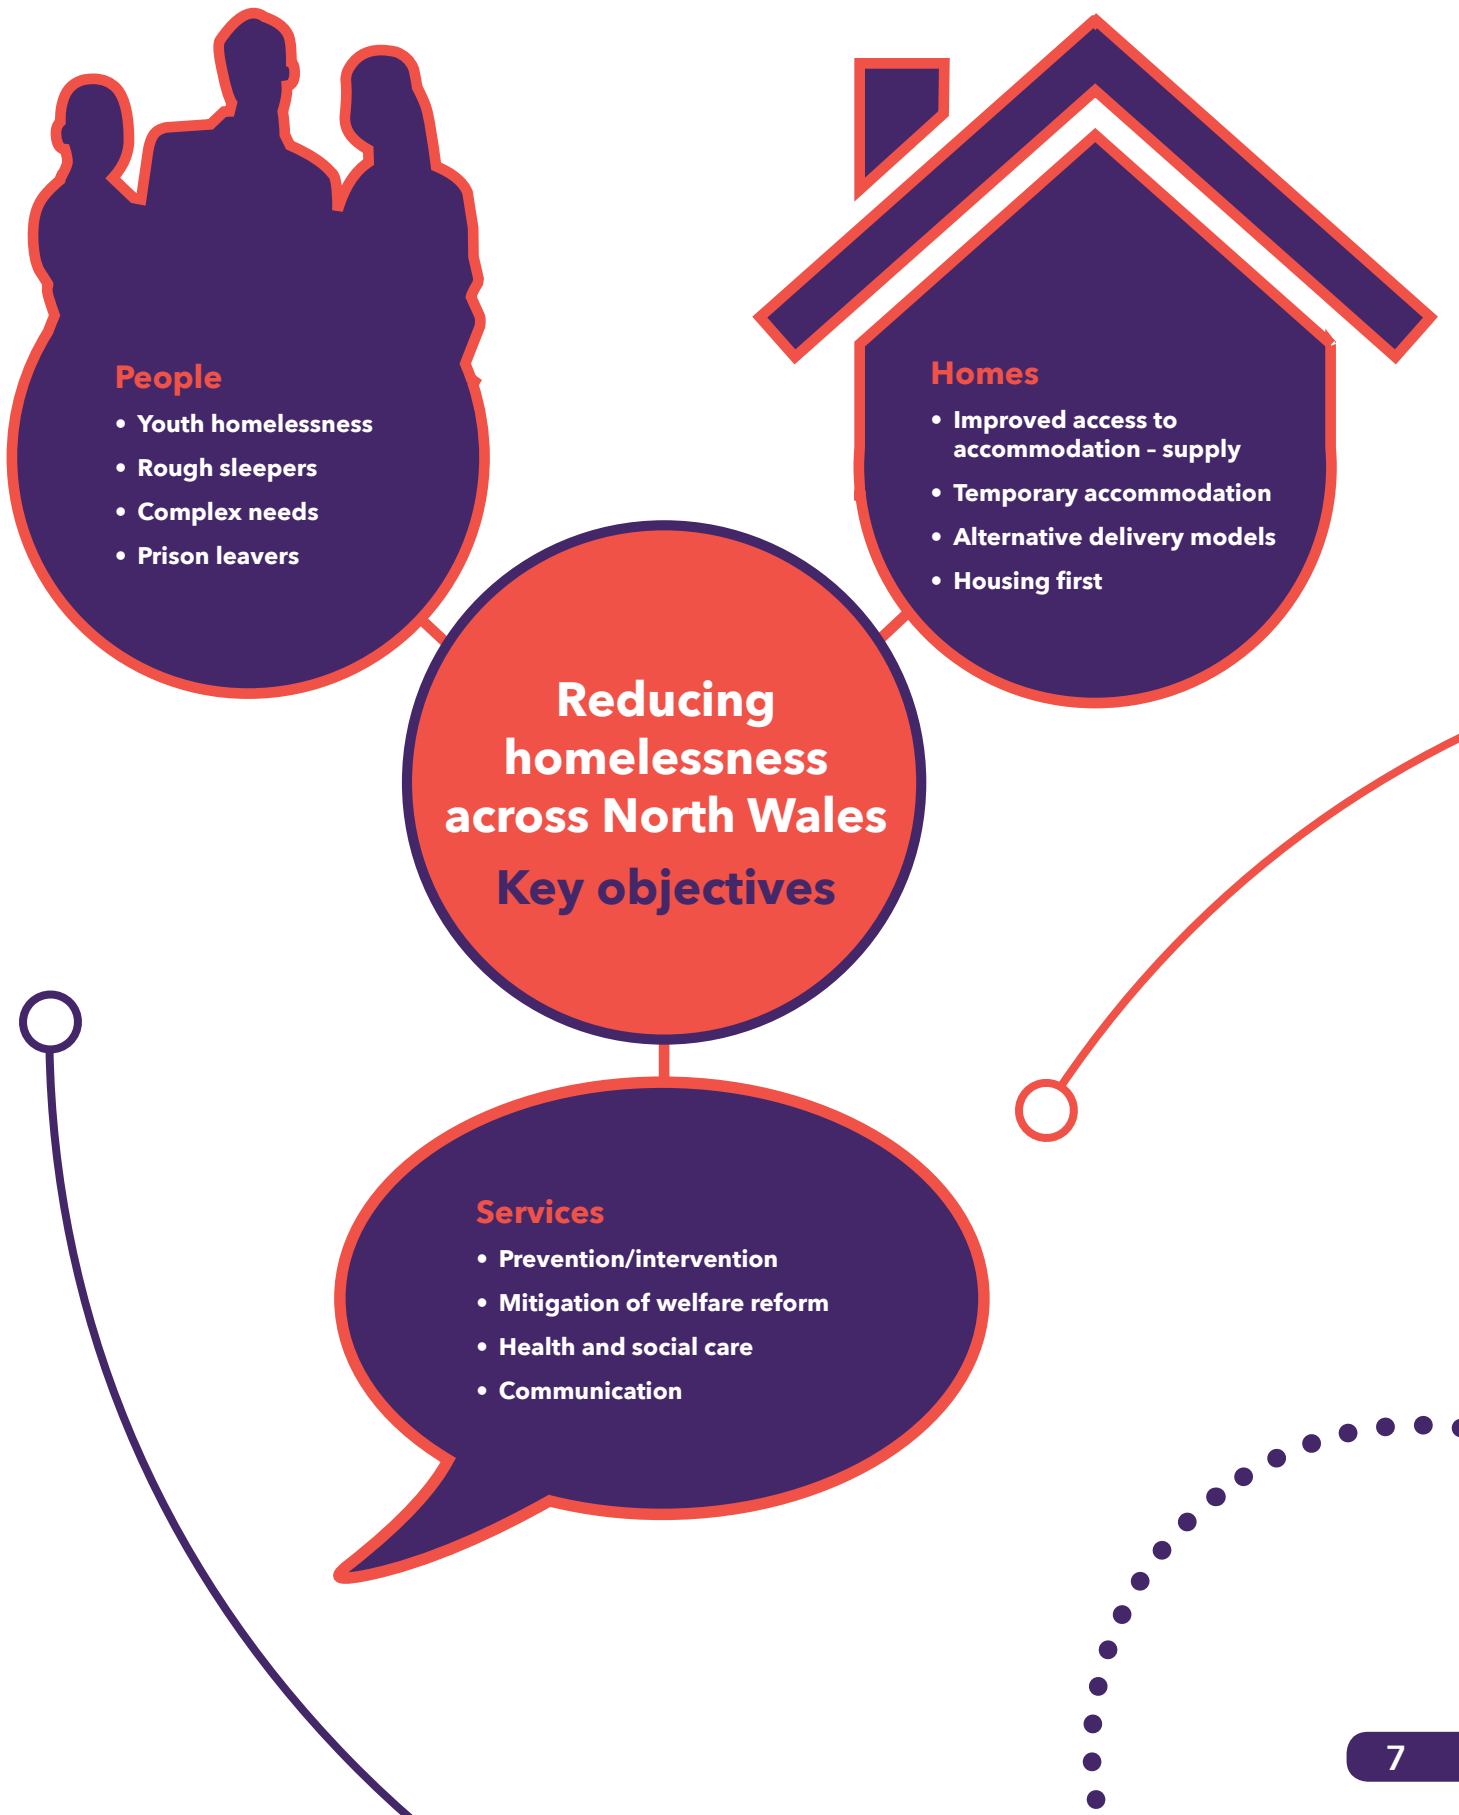 People
• Youth homelessness
• Rough sleepers
• Complex needs
• Prison leavers
Homes
• Improved access to
accommodation – supply
• Temporary accommodation
• Alternative delivery models
• Housing first
Reducing
homelessness
across North Wales
Key objectives
Services
• Prevention/intervention
• Mitigation of welfare reform
• Health and social care
• Communication
7